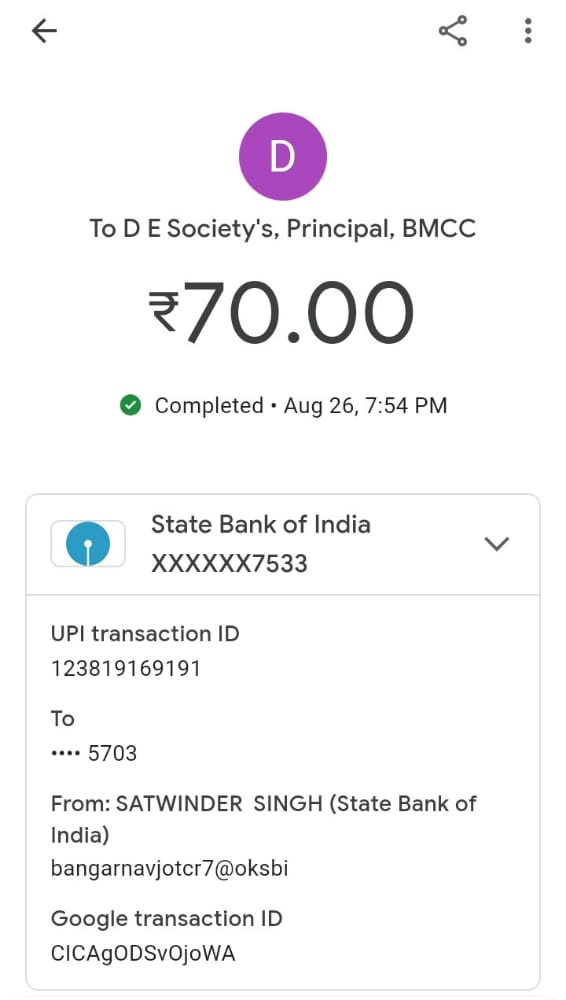 D
To D E Society's, Principal, BMCC
₹70.00
Completed • Aug 26, 7:54 PM
State Bank of India
XXXXXX7533
UPI transaction ID
123819169191
To
•••• 5703
From: SATWINDER SINGH (State Bank of
India)
bangarnavjotcr7@oksbi
Google transaction ID
CICAgODSvOjoWA